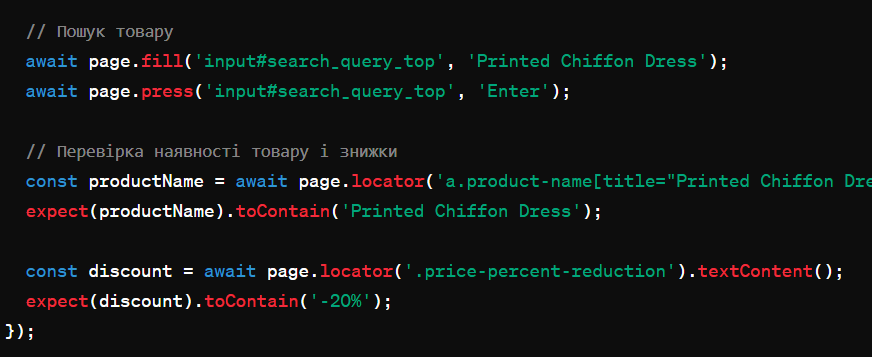 // Пошук товару
await page.fill('input#search_query_top', 'Printed Chiffon Dress');
await page.press('input#search_query_top', 'Enter');
// Перевірка наявності товару і знижки
const productName = await page.locator('a.product-name[title="Printed Chiffon Dre
expect(productName).toContain('Printed Chiffon Dress');
const discount = await page.locator('.price-percent-reduction').textContent();
expect(discount).toContain('-20%');
});